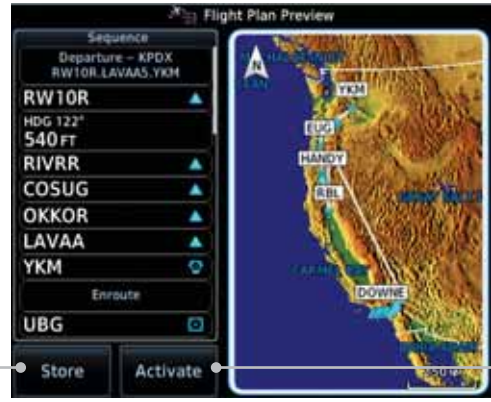 Flight Plan Preview
Sequence
Departure – KPDX
RW10R.LAVAA5.YKM
RW10R
HDG 122°
540 FT
RIVRR
COSUG
OKKOR
LAVAA
YKM
Enroute
UBG
Store
Activate
N
YKM
EUG
HANDY
RBL
DOWNE